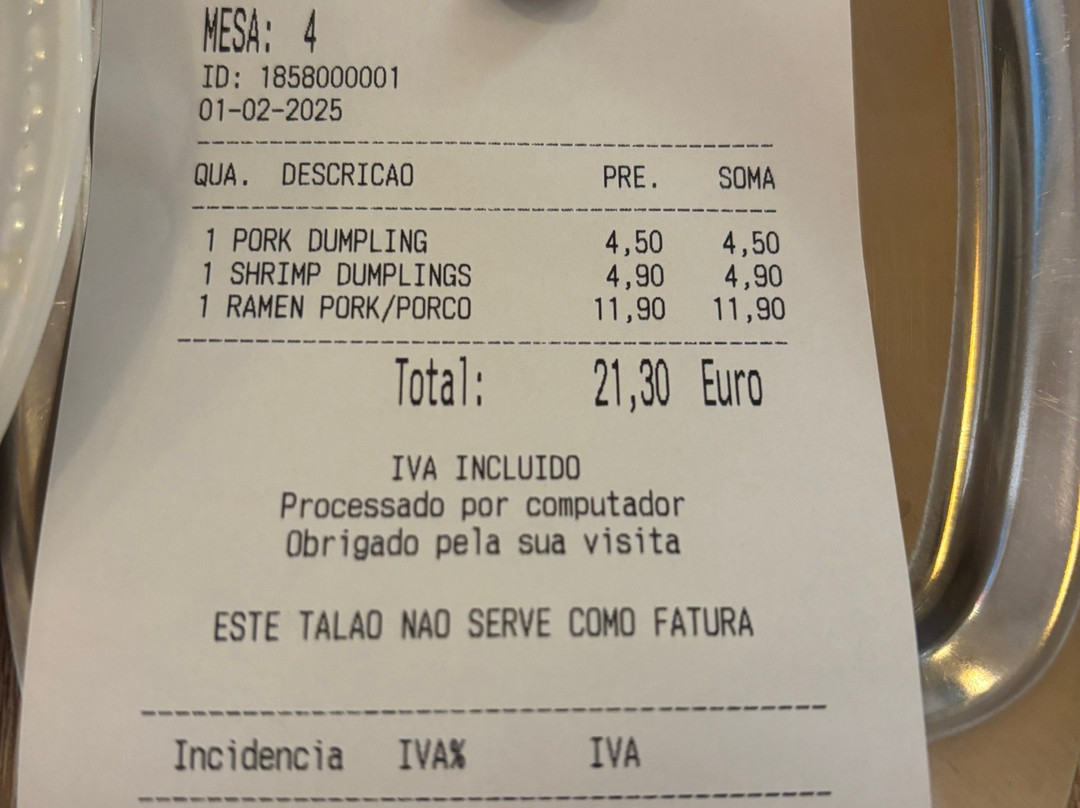 MESA: 4
ID: 1858000001
01-02-2025
QUA. DESCRICAO PRE. SOMA
1 PORK DUMPLING 4,50 4,50
1 SHRIMP DUMPLINGS 4,90 4,90
1 RAMEN PORK/PORCO 11,90 11,90
Total: 21,30 Euro
IVA INCLUIDO
Processado por computador
Obrigado pela sua visita
ESTE TALAO NAO SERVE COMO FATURA
Incidencia IVA% IVA